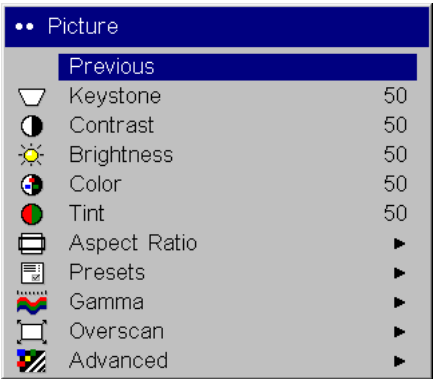 •• Picture
Previous
Keystone 50
Contrast 50
Brightness 50
Color 50
Tint 50
Aspect Ratio
Presets
Gamma
Overscan
Advanced